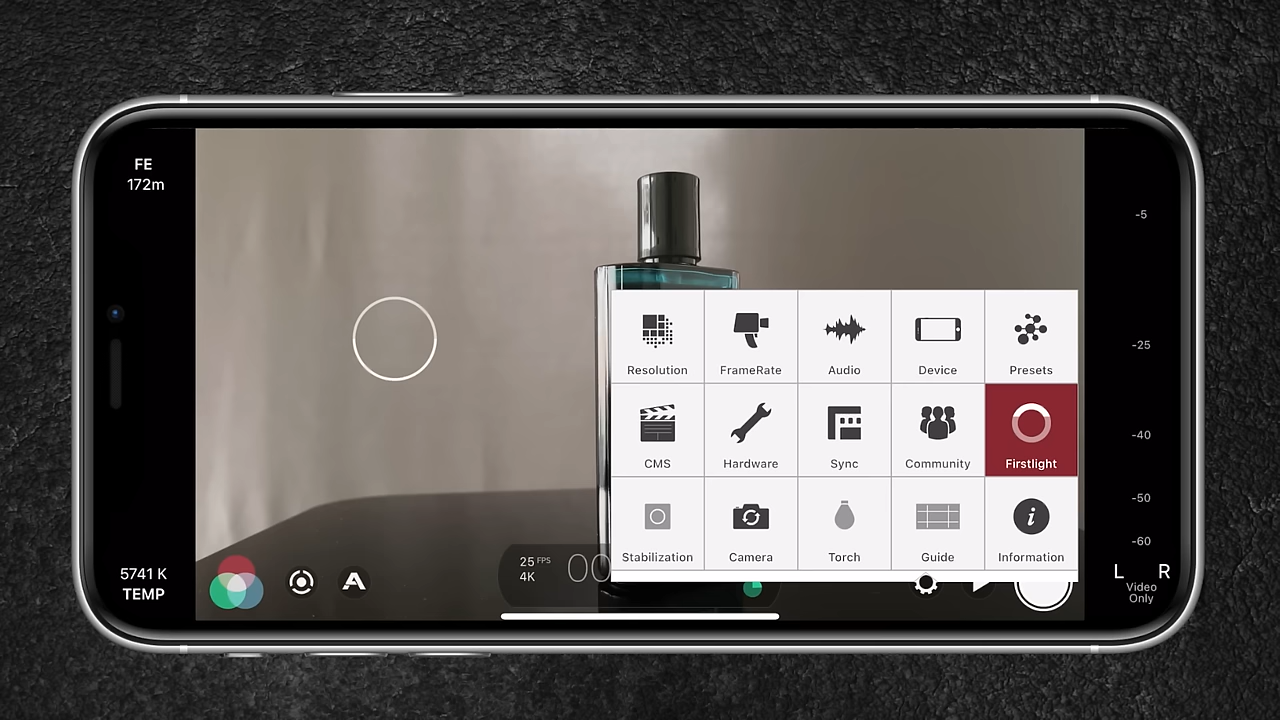 FE
172m
-5
-25
-40
-50
-60
Resolution
FrameRate
Audio
Device
Presets
CMS
Hardware
Sync
Community
Firstlight
Stabilization
Camera
Torch
Guide
Information
5741 K
TEMP
A
25 FPS
4K
00
L R
Video
Only